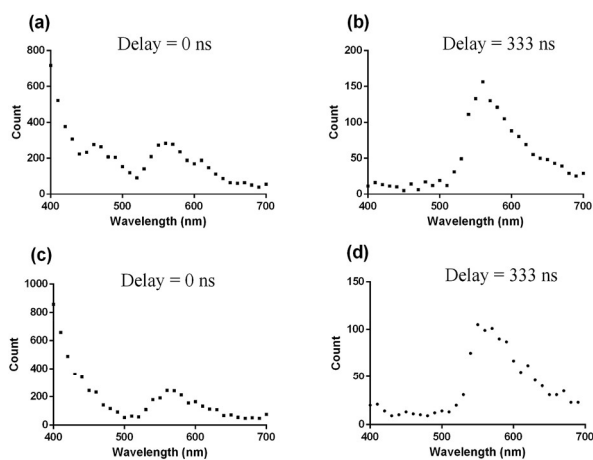 (a)
Delay = 0 ns
800
600
400
200
0
Count
400
500
600
700
Wavelength (nm)
(b)
Delay = 333 ns
200
150
100
50
0
Count
400
500
600
700
Wavelength (nm)
(c)
Delay = 0 ns
1000
800
600
400
200
0
Count
400
500
600
700
Wavelength (nm)
(d)
Delay = 333 ns
150
100
50
0
Count
400
500
600
700
Wavelength (nm)